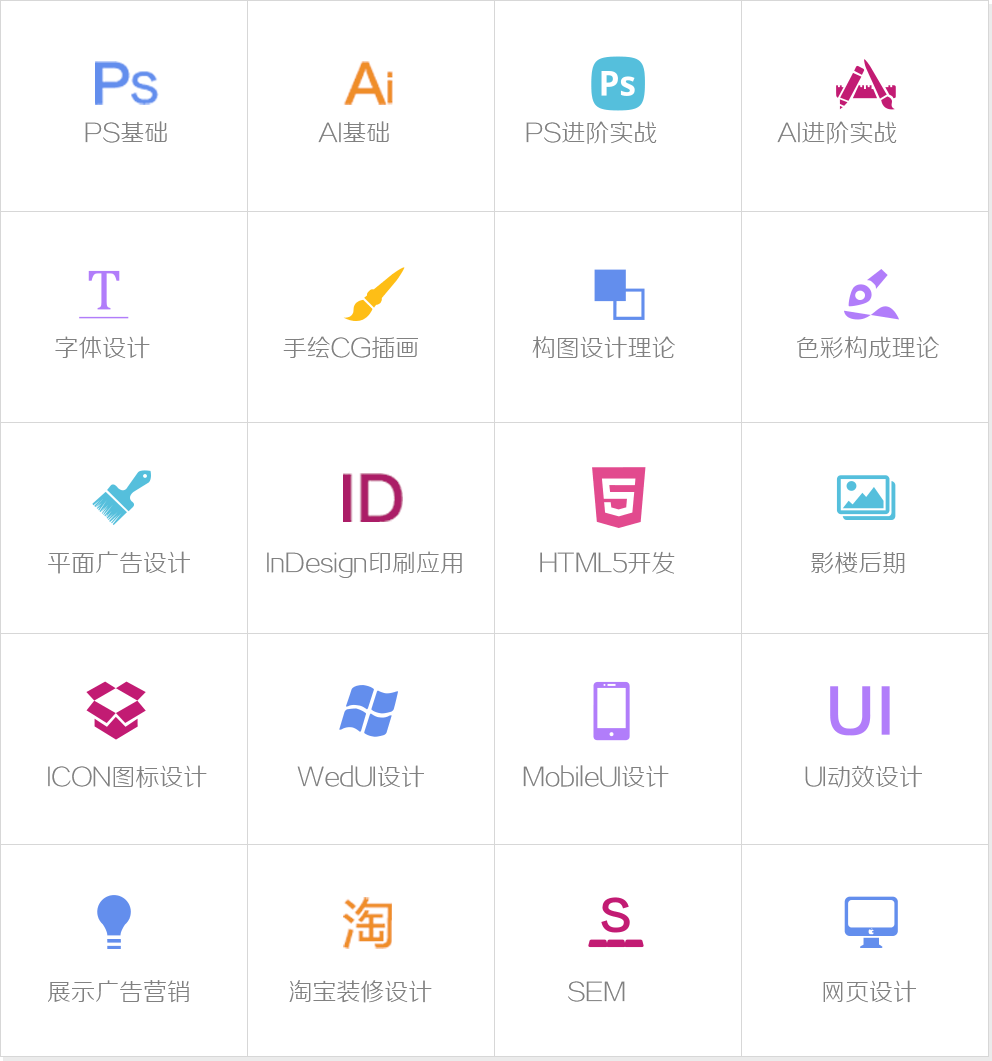 Ps
Ai
Ps
PS基础
AI基础
PS进阶实战
AI进阶实战
T
字体设计
手绘CG插画
构图设计理论
色彩构成理论
ID
5
平面广告设计
InDesign印刷应用
HTML5开发
影楼后期
UI
ICON图标设计
WedUI设计
MobileUI设计
UI动效设计
淘
S
展示广告营销
淘宝装修设计
SEM
网页设计